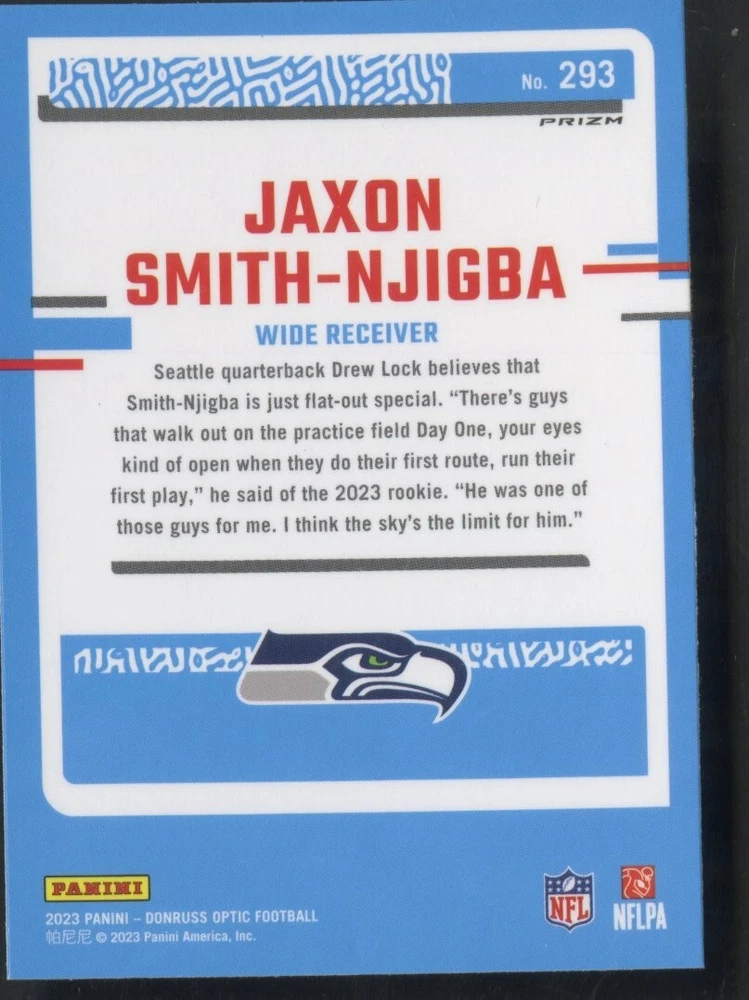 No. 293
PRIZM
JAXON
SMITH-NJIGBA
WIDE RECEIVER
Seattle quarterback Drew Lock believes that
Smith-Njigba is just flat-out special. “There’s guys
that walk out on the practice field Day One, your eyes
kind of open when they do their first route, run their
first play,” he said of the 2023 rookie. “He was one of
those guys for me. I think the sky’s the limit for him.”
PANINI
2023 PANINI – DONRUSS OPTIC FOOTBALL
帕尼尼 © 2023 Panini America, Inc.
NFL
NFLPA